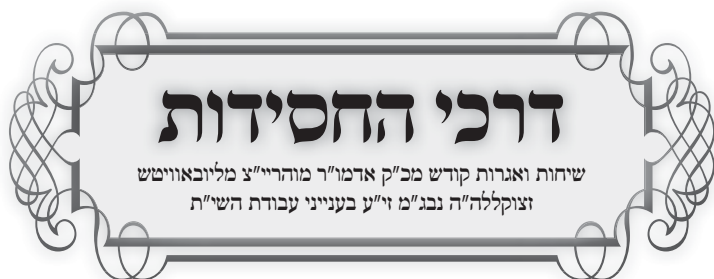 דרכי החסידות
שיחות ואגרות קודש מכ"ק אדמו"ר מוהריי"צ מליובאוויטש
זצוקללה"ה נבג"מ זי"ע בענייני עבודת השי"ת